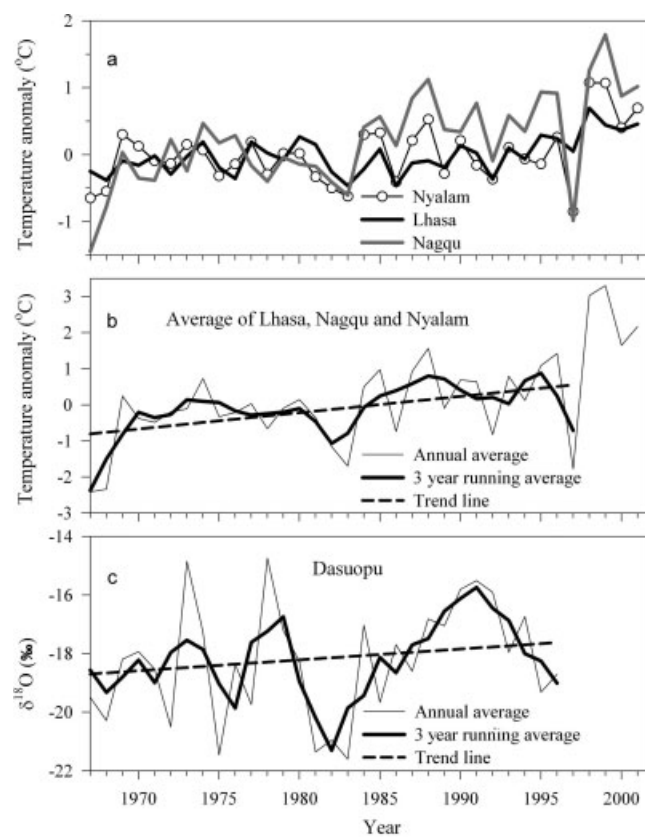 2
a
1
0
-1
Temperature anomaly (°C)
Nyalam
Lhasa
Nagqu
3
b
Average of Lhasa, Nagqu and Nyalam
2
1
0
-1
-2
-3
Temperature anomaly (°C)
Annual average
3 year running average
Trend line
-14
c
Dasuopu
-16
-18
-20
-22
δ¹⁸O (‰)
Annual average
3 year running average
Trend line
1970 1975 1980 1985 1990 1995 2000
Year